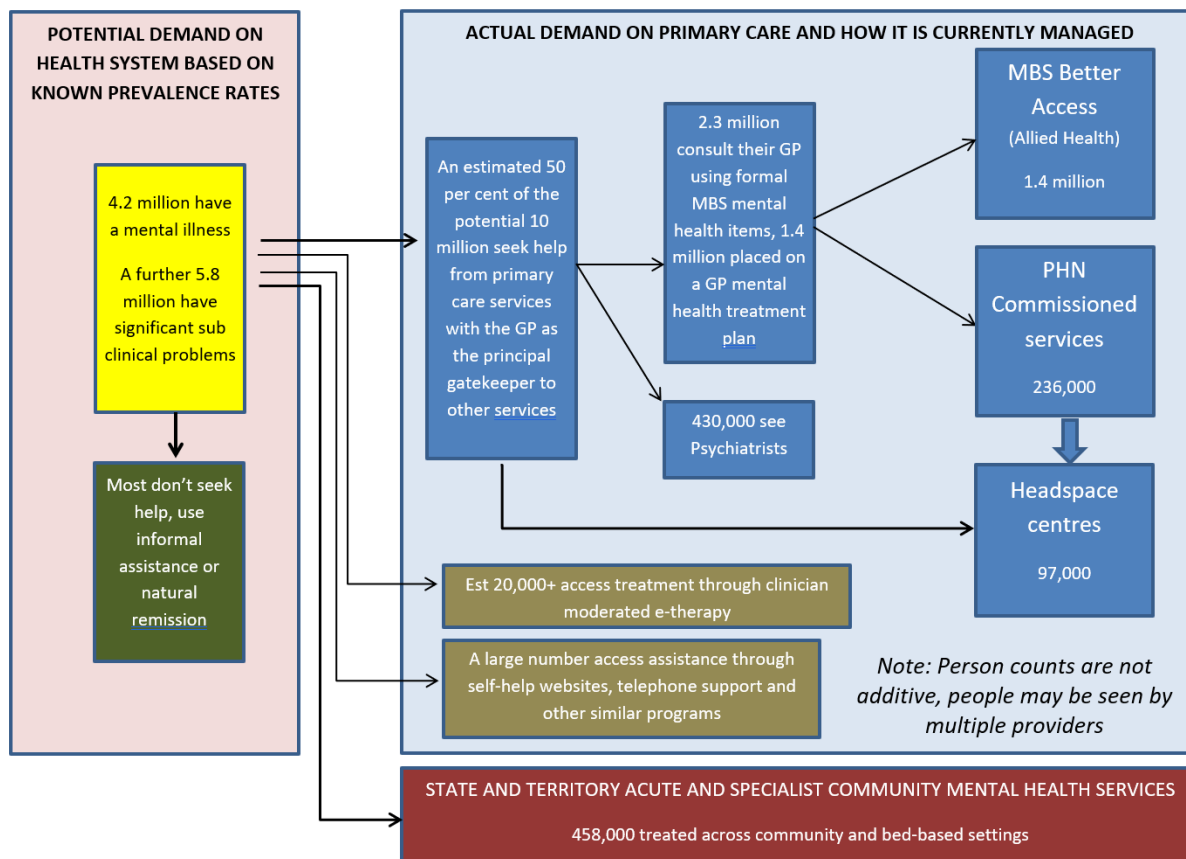 POTENTIAL DEMAND ON
HEALTH SYSTEM BASED ON
KNOWN PREVALENCE RATES
4.2 million have
a mental illness
A further 5.8
million have
significant sub
clinical problems
Most don’t seek
help, use
informal
assistance or
natural
remission
ACTUAL DEMAND ON PRIMARY CARE AND HOW IT IS CURRENTLY MANAGED
An estimated 50
per cent of the
potential 10
million seek help
from primary
care services
with the GP as
the principal
gatekeeper to
other services
2.3 million
consult their GP
using formal
MBS mental
health items, 1.4
million placed on
a GP mental
health treatment
plan
430,000 see
Psychiatrists
MBS Better
Access
(Allied Health)
1.4 million
PHN
Commissioned
services
236,000
Headspace
centres
97,000
Est 20,000+ access treatment through clinician
moderated e-therapy
A large number access assistance through
self-help websites, telephone support and
other similar programs
Note: Person counts are not
additive, people may be seen by
multiple providers
STATE AND TERRITORY ACUTE AND SPECIALIST COMMUNITY MENTAL HEALTH SERVICES
458,000 treated across community and bed-based settings